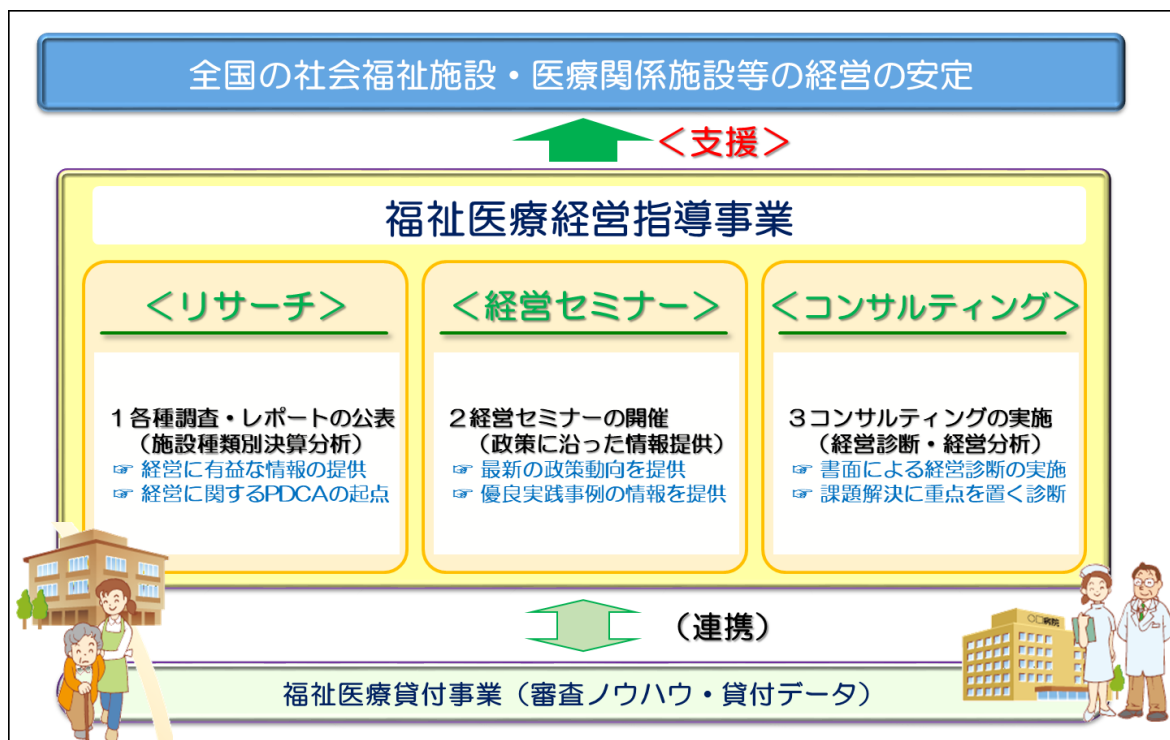 全国の社会福祉施設・医療関係施設等の経営の安定
＜支援＞
福祉医療経営指導事業
＜リサーチ＞
1 各種調査・レポートの公表
（施設種類別決算分析）
☞ 経営に有益な情報の提供
☞ 経営に関するPDCAの起点
＜経営セミナー＞
2 経営セミナーの開催
（政策に沿った情報提供）
☞ 最新の政策動向を提供
☞ 優良実践事例の情報を提供
＜コンサルティング＞
3 コンサルティングの実施
（経営診断・経営分析）
☞ 書面による経営診断の実施
☞ 課題解決に重点を置く診断
（連携）
〇□病院
福祉医療貸付事業（審査ノウハウ・貸付データ）